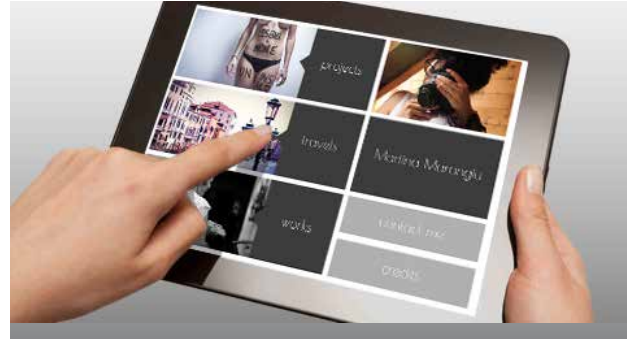 projects
travels
Martina Marongiu
works
contact me
credits